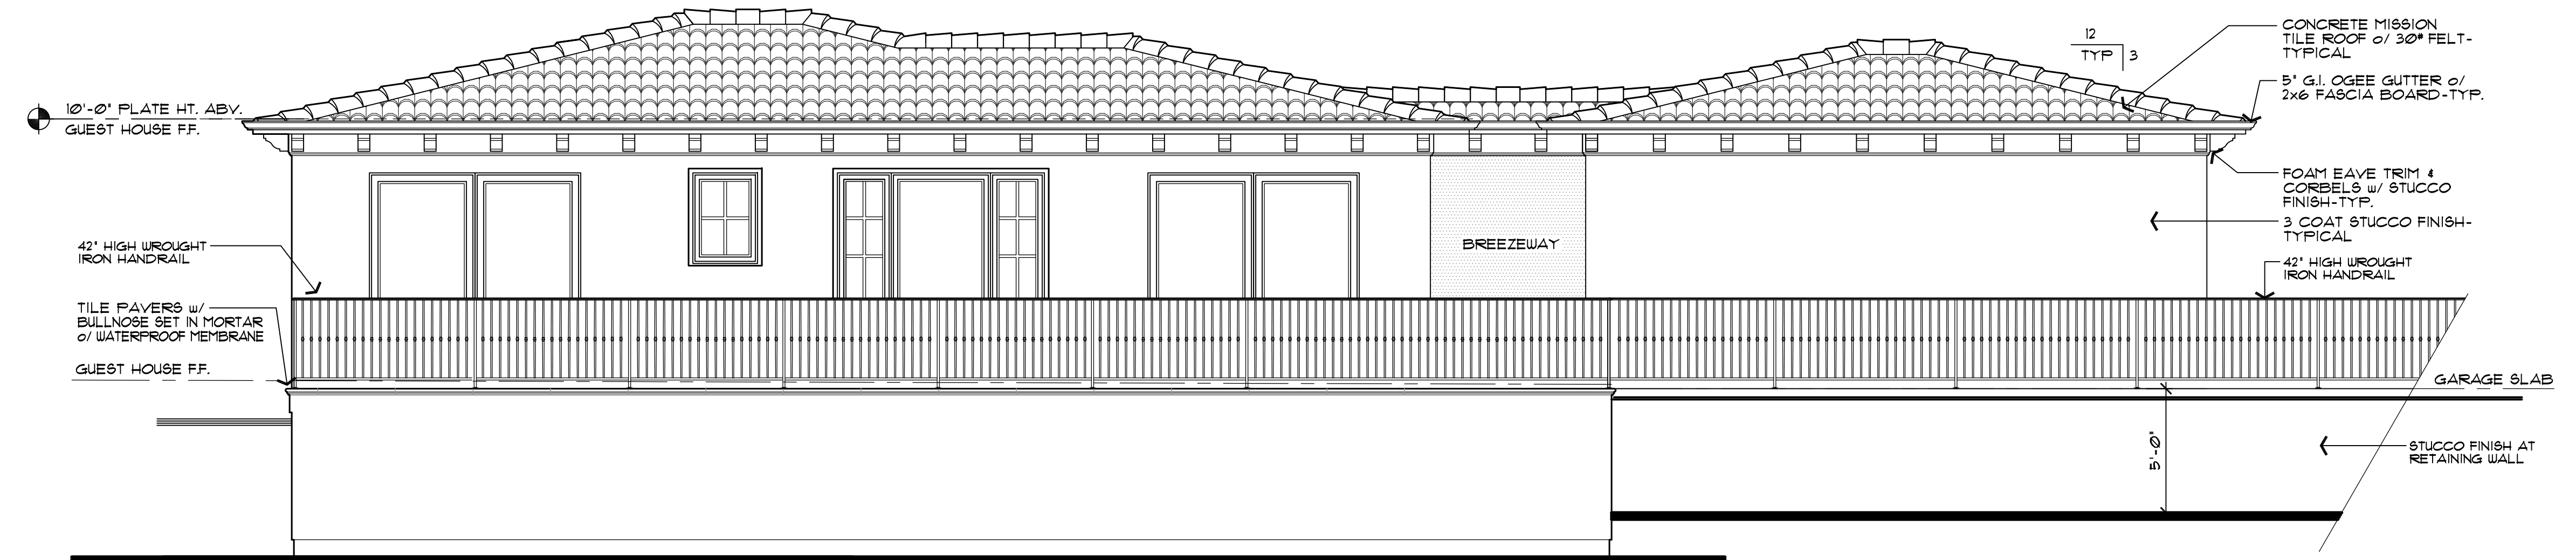 10'-0" PLATE HT. ABV.
GUEST HOUSE F.F.
42" HIGH WROUGHT
IRON HANDRAIL
TILE PAVERS w/
BULLNOSE SET IN MORTAR
o/ WATERPROOF MEMBRANE
GUEST HOUSE F.F.
BREEZEWAY
12
TYP 3
CONCRETE MISSION
TILE ROOF o/ 30# FELT-
TYPICAL
5" G.I. OGEE GUTTER o/
2x6 FASCIA BOARD-TYP.
FOAM EAVE TRIM &
CORBELS w/ STUCCO
FINISH-TYP.
3 COAT STUCCO FINISH-
TYPICAL
42" HIGH WROUGHT
IRON HANDRAIL
GARAGE SLAB
5'-0"
STUCCO FINISH AT
RETAINING WALL